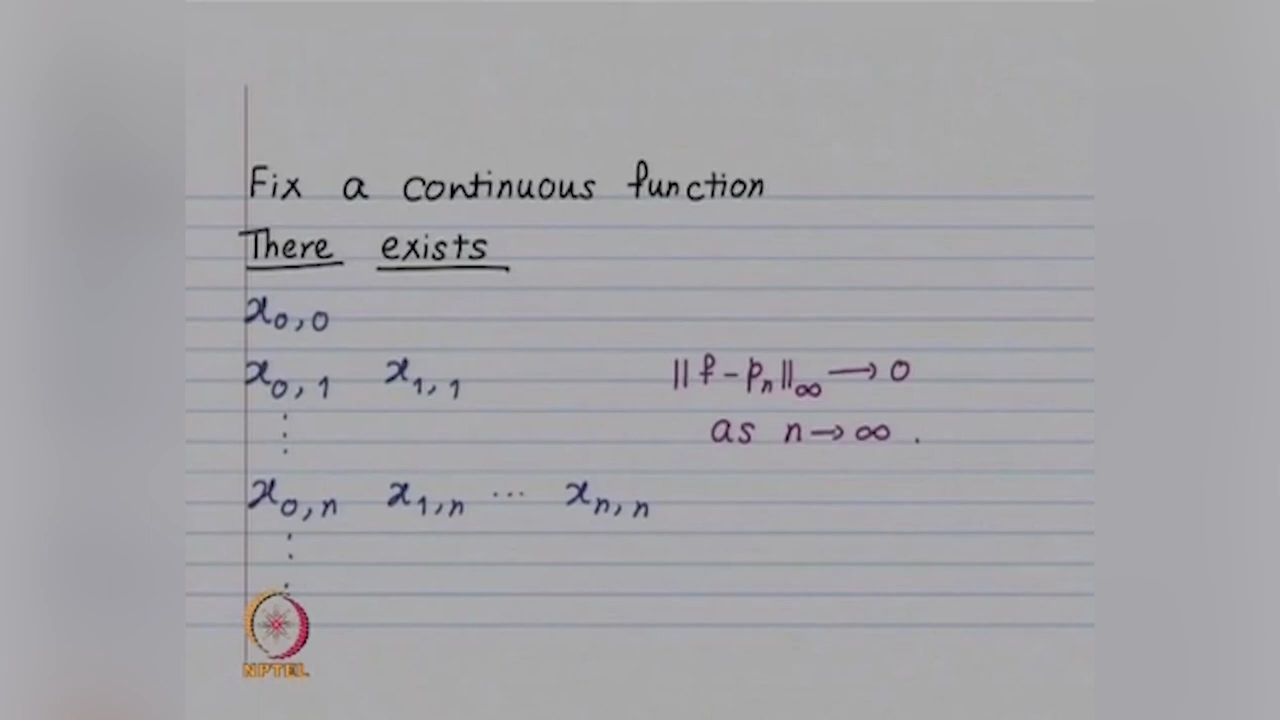 Fix a continuous function
There exists
x₀,₀
x₀,₁ x₁,₁ ‖f − pₙ‖∞ → 0
⋮ as n → ∞ .
x₀,ₙ x₁,ₙ ⋯ xₙ,ₙ
⋮
NPTEL